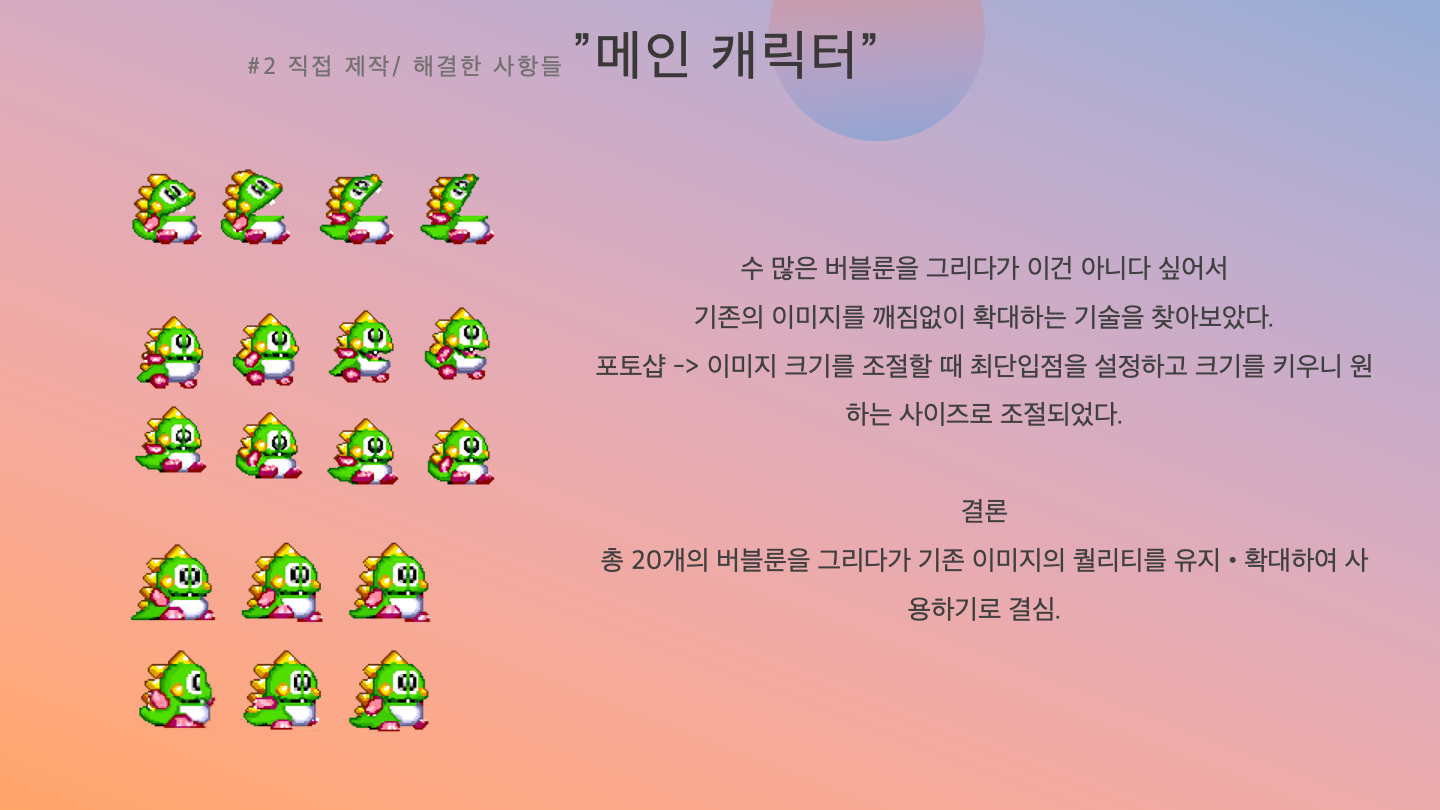 #2 직접 제작/ 해결한 사항들 ”메인 캐릭터”
수 많은 버블룬을 그리다가 이건 아니다 싶어서
기존의 이미지를 깨짐없이 확대하는 기술을 찾아보았다.
포토샵 -> 이미지 크기를 조절할 때 최단입점을 설정하고 크기를 키우니 원
하는 사이즈로 조절되었다.
결론
총 20개의 버블룬을 그리다가 기존 이미지의 퀄리티를 유지 • 확대하여 사
용하기로 결심.